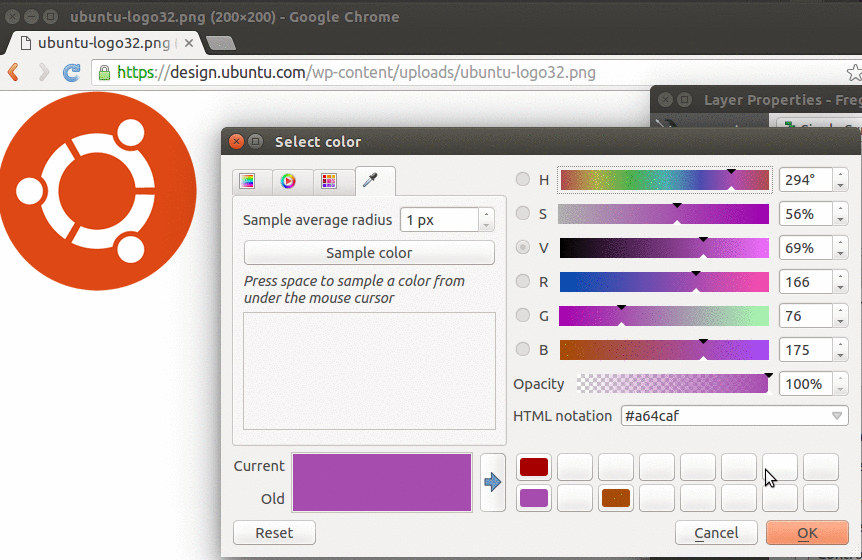 ubuntu-logo32.png (200×200) - Google Chrome
ubuntu-logo32.png (
https://design.ubuntu.com/wp-content/uploads/ubuntu-logo32.png
Layer Properties - Freg
Select color
Sample average radius 1 px
Sample color
Press space to sample a color from
under the mouse cursor
H 294°
S 56%
V 69%
R 166
G 76
B 175
Opacity 100%
HTML notation #a64caf
Current
Old
Reset
Cancel
OK